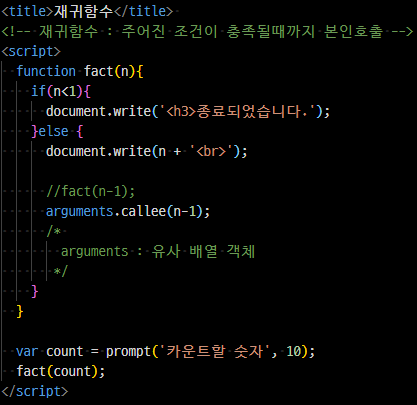 <title>재귀함수</title>
<!-- 재귀함수 : 주어진 조건이 충족될때까지 본인호출 -->
<script>
  function fact(n){
    if(n<1){
      document.write('<h3>종료되었습니다.');
    }else {
      document.write(n + '<br>');

      //fact(n-1);
      arguments.callee(n-1);
      /*
        arguments : 유사 배열 객체
       */
    }
  }

  var count = prompt('카운트할 숫자', 10);
  fact(count);
</script>